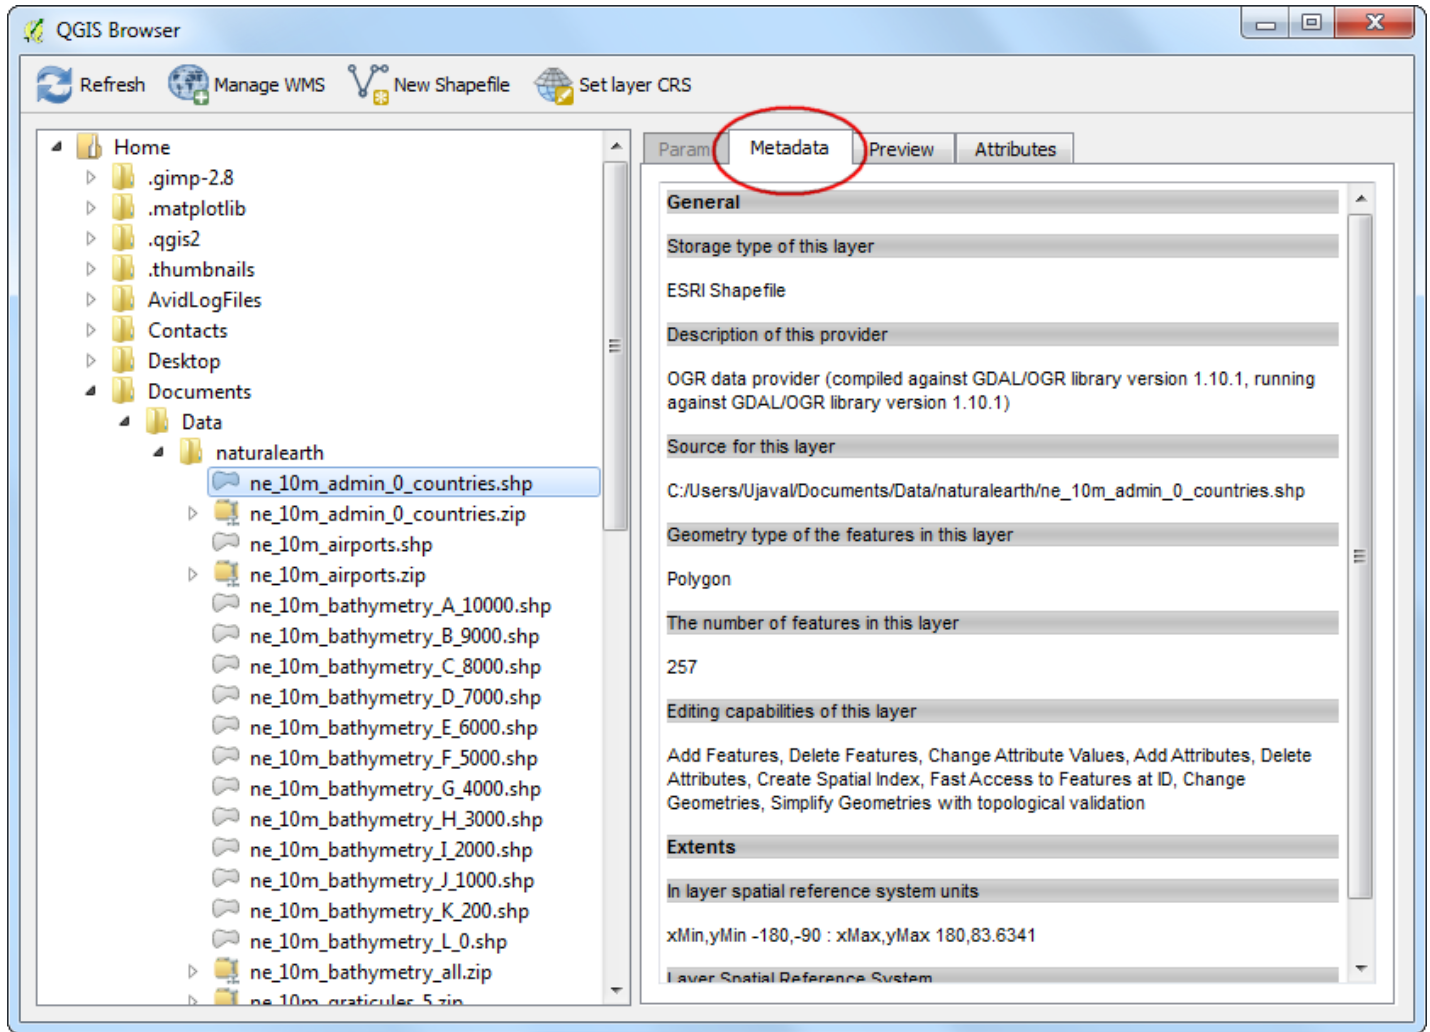 QGIS Browser
Refresh
Manage WMS
New Shapefile
Set layer CRS
Home
.gimp-2.8
.matplotlib
.qgis2
.thumbnails
AvidLogFiles
Contacts
Desktop
Documents
Data
naturalearth
ne_10m_admin_0_countries.shp
ne_10m_admin_0_countries.zip
ne_10m_airports.shp
ne_10m_airports.zip
ne_10m_bathymetry_A_10000.shp
ne_10m_bathymetry_B_9000.shp
ne_10m_bathymetry_C_8000.shp
ne_10m_bathymetry_D_7000.shp
ne_10m_bathymetry_E_6000.shp
ne_10m_bathymetry_F_5000.shp
ne_10m_bathymetry_G_4000.shp
ne_10m_bathymetry_H_3000.shp
ne_10m_bathymetry_I_2000.shp
ne_10m_bathymetry_J_1000.shp
ne_10m_bathymetry_K_200.shp
ne_10m_bathymetry_L_0.shp
ne_10m_bathymetry_all.zip
ne_10m_graticules_5.zip
Param
Metadata
Preview
Attributes
General
Storage type of this layer
ESRI Shapefile
Description of this provider
OGR data provider (compiled against GDAL/OGR library version 1.10.1, running
against GDAL/OGR library version 1.10.1)
Source for this layer
C:/Users/Ujaval/Documents/Data/naturalearth/ne_10m_admin_0_countries.shp
Geometry type of the features in this layer
Polygon
The number of features in this layer
257
Editing capabilities of this layer
Add Features, Delete Features, Change Attribute Values, Add Attributes, Delete
Attributes, Create Spatial Index, Fast Access to Features at ID, Change
Geometries, Simplify Geometries with topological validation
Extents
In layer spatial reference system units
xMin,yMin -180,-90 : xMax,yMax 180,83.6341
Layer Spatial Reference System